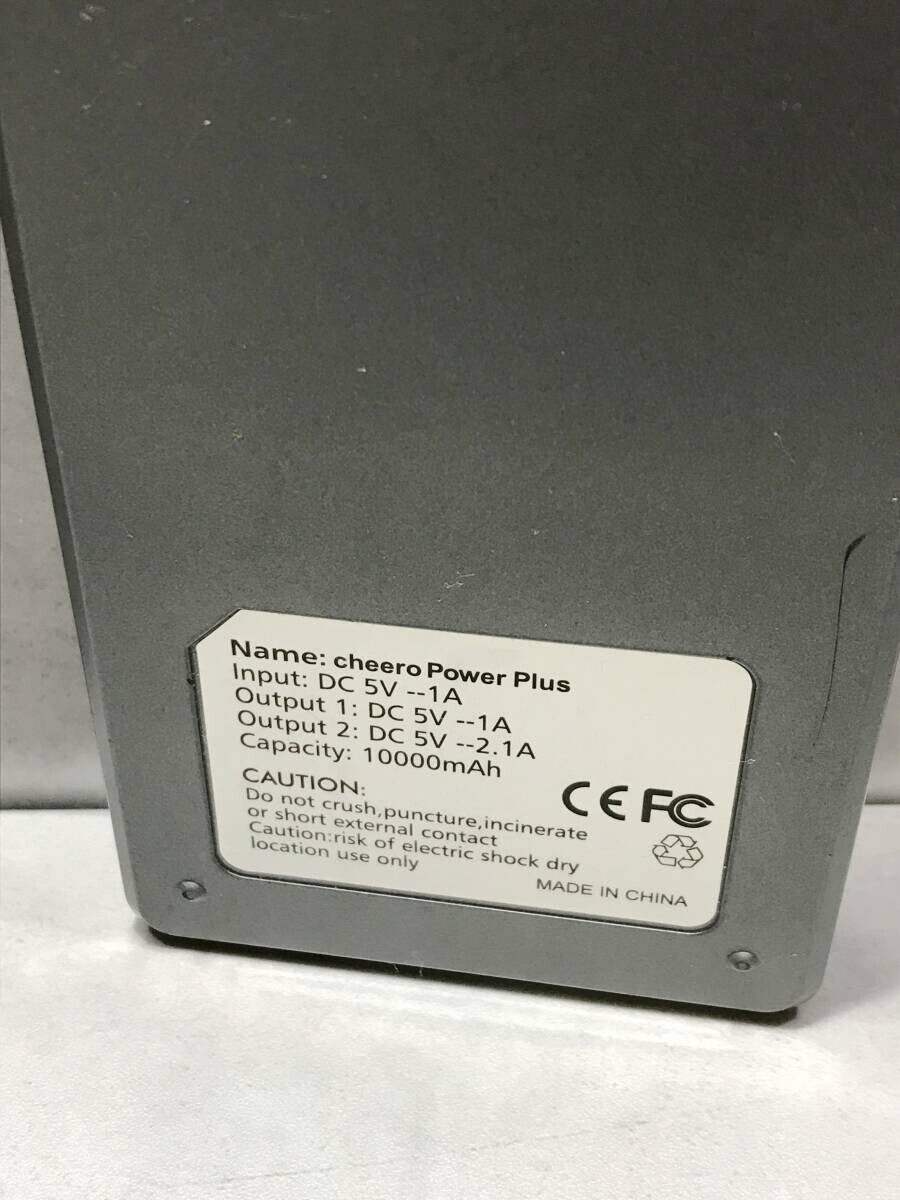 Name: cheero Power Plus
Input: DC 5V --1A
Output 1: DC 5V --1A
Output 2: DC 5V --2.1A
Capacity: 10000mAh
CAUTION:
Do not crush,puncture,incinerate
or short external contact
Caution:risk of electric shock dry
location use only
CE FC
MADE IN CHINA